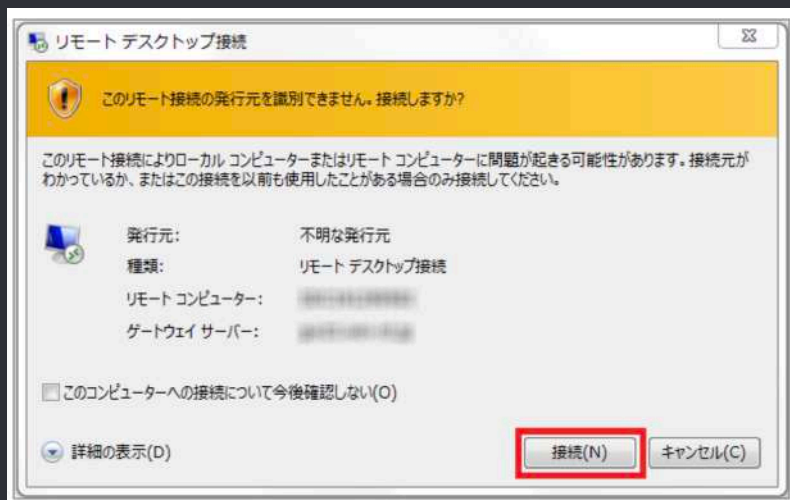 リモート デスクトップ接続
このリモート接続の発行元を識別できません。接続しますか?
このリモート接続によりローカル コンピューターまたはリモート コンピューターに問題が起きる可能性があります。接続元が
わかっているか、またはこの接続を以前も使用したことがある場合のみ接続してください。
発行元: 不明な発行元
種類: リモート デスクトップ接続
リモート コンピューター:
ゲートウェイ サーバー:
このコンピューターへの接続について今後確認しない(O)
詳細の表示(D) 接続(N) キャンセル(C)